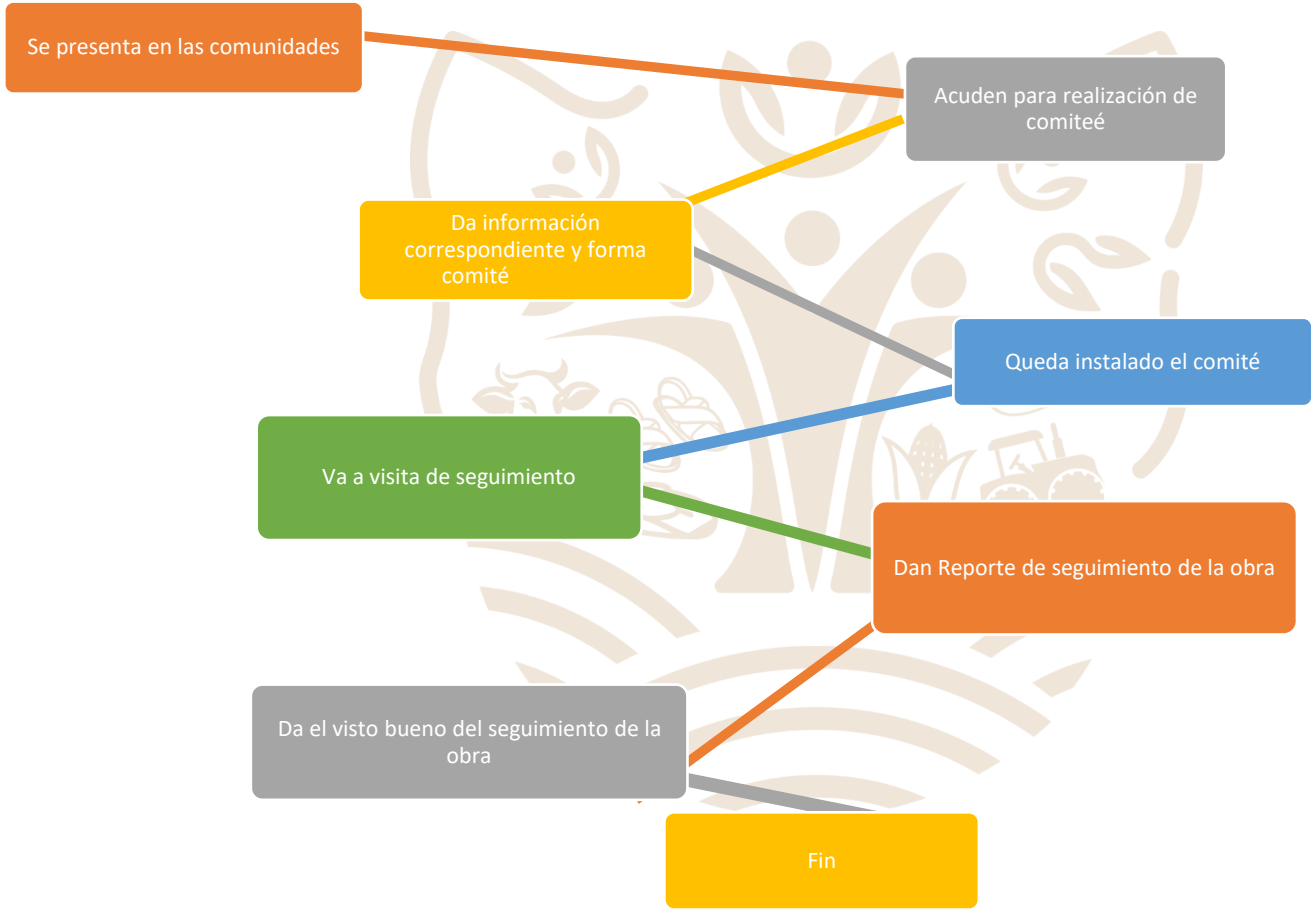 Se presenta en las comunidades
Acuden para realización de
comiteé
Da información
correspondiente y forma
comité
Queda instalado el comité
Va a visita de seguimiento
Dan Reporte de seguimiento de la obra
Da el visto bueno del seguimiento de la
obra
Fin